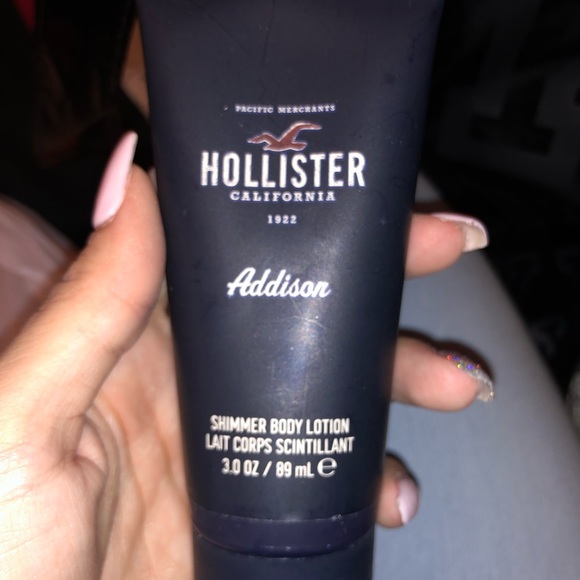 PACIFIC MERCHANTS
HOLLISTER
CALIFORNIA
1922
Addison
SHIMMER BODY LOTION
LAIT CORPS SCINTILLANT
3.0 OZ / 89 mL ℮